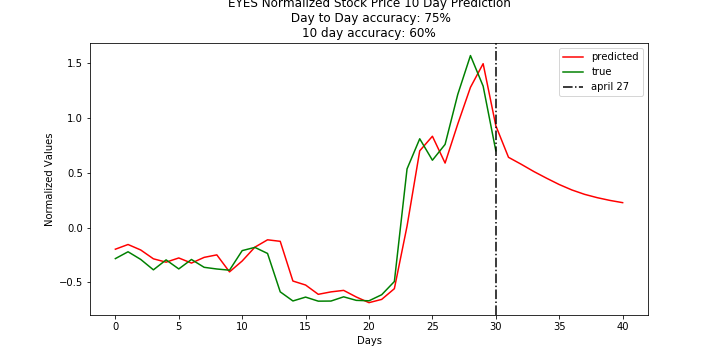 EYES Normalized Stock Price 10 Day Prediction
Day to Day accuracy: 75%
10 day accuracy: 60%
predicted
true
april 27
1.5
1.0
0.5
0.0
−0.5
Normalized Values
0 5 10 15 20 25 30 35 40
Days